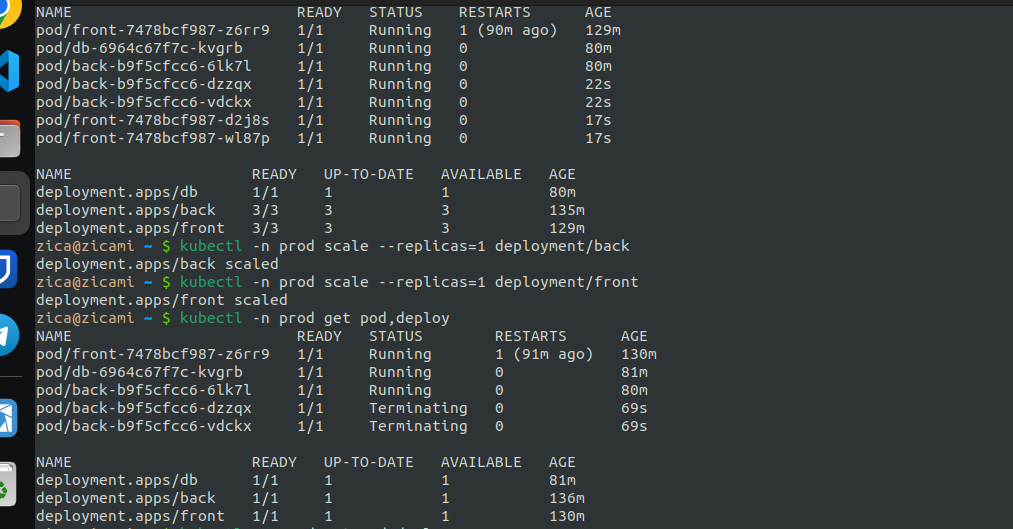 NAME READY STATUS RESTARTS AGE
pod/front-7478bcf987-z6rr9 1/1 Running 1 (90m ago) 129m
pod/db-6964c67f7c-kvgrb 1/1 Running 0 80m
pod/back-b9f5cfcc6-6lk7l 1/1 Running 0 80m
pod/back-b9f5cfcc6-dzzqx 1/1 Running 0 22s
pod/back-b9f5cfcc6-vdckx 1/1 Running 0 22s
pod/front-7478bcf987-d2j8s 1/1 Running 0 17s
pod/front-7478bcf987-wl87p 1/1 Running 0 17s
NAME READY UP-TO-DATE AVAILABLE AGE
deployment.apps/db 1/1 1 1 80m
deployment.apps/back 3/3 3 3 135m
deployment.apps/front 3/3 3 3 129m
zica@zicami ~ $ kubectl -n prod scale --replicas=1 deployment/back
deployment.apps/back scaled
zica@zicami ~ $ kubectl -n prod scale --replicas=1 deployment/front
deployment.apps/front scaled
zica@zicami ~ $ kubectl -n prod get pod,deploy
NAME READY STATUS RESTARTS AGE
pod/front-7478bcf987-z6rr9 1/1 Running 1 (91m ago) 130m
pod/db-6964c67f7c-kvgrb 1/1 Running 0 81m
pod/back-b9f5cfcc6-6lk7l 1/1 Running 0 80m
pod/back-b9f5cfcc6-dzzqx 1/1 Terminating 0 69s
pod/back-b9f5cfcc6-vdckx 1/1 Terminating 0 69s
NAME READY UP-TO-DATE AVAILABLE AGE
deployment.apps/db 1/1 1 1 81m
deployment.apps/back 1/1 1 1 136m
deployment.apps/front 1/1 1 1 130m